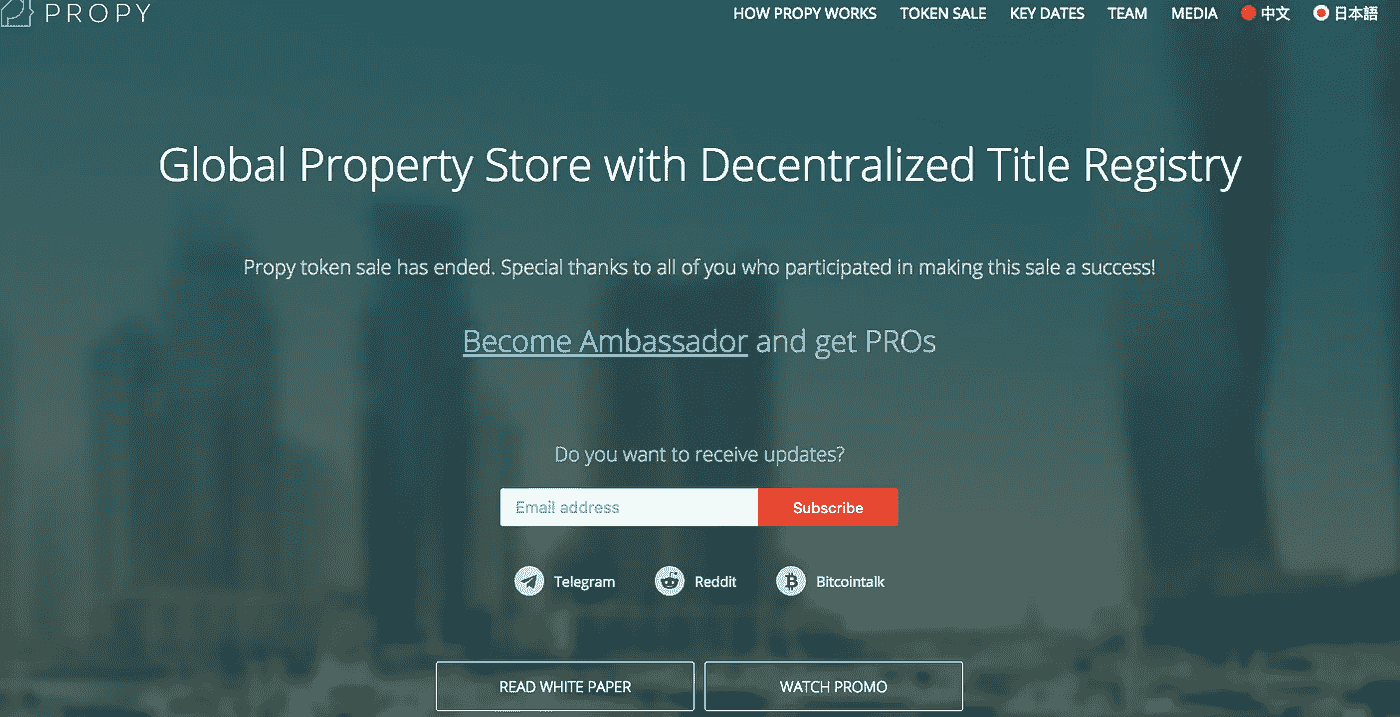 PROPY
HOW PROPY WORKS TOKEN SALE KEY DATES TEAM MEDIA 中文 日本語
Global Property Store with Decentralized Title Registry
Propy token sale has ended. Special thanks to all of you who participated in making this sale a success!
Become Ambassador and get PROs
Do you want to receive updates?
Email address Subscribe
Telegram Reddit Bitcointalk
READ WHITE PAPER WATCH PROMO